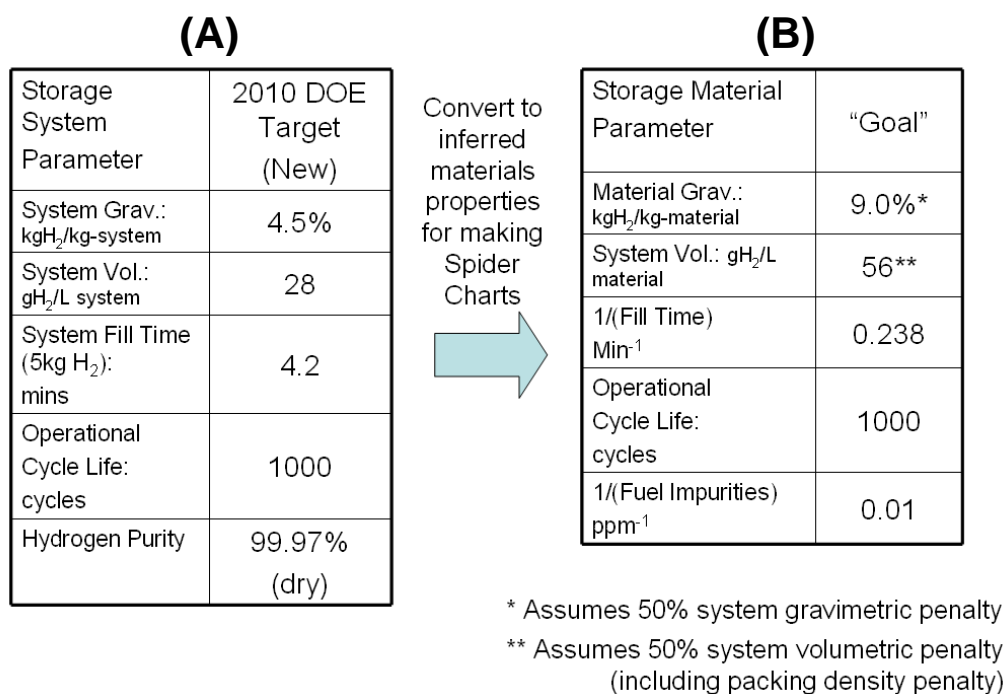 (A)
Storage
System
Parameter
2010 DOE
Target
(New)
System Grav.:
kgH₂/kg-system
4.5%
System Vol.:
gH₂/L system
28
System Fill Time
(5kg H₂):
mins
4.2
Operational
Cycle Life:
cycles
1000
Hydrogen Purity
99.97%
(dry)
Convert to
inferred
materials
properties
for making
Spider
Charts
(B)
Storage Material
Parameter
“Goal”
Material Grav.:
kgH₂/kg-material
9.0%*
System Vol.: gH₂/L
material
56**
1/(Fill Time)
Min⁻¹
0.238
Operational
Cycle Life:
cycles
1000
1/(Fuel Impurities)
ppm⁻¹
0.01
* Assumes 50% system gravimetric penalty
** Assumes 50% system volumetric penalty
(including packing density penalty)